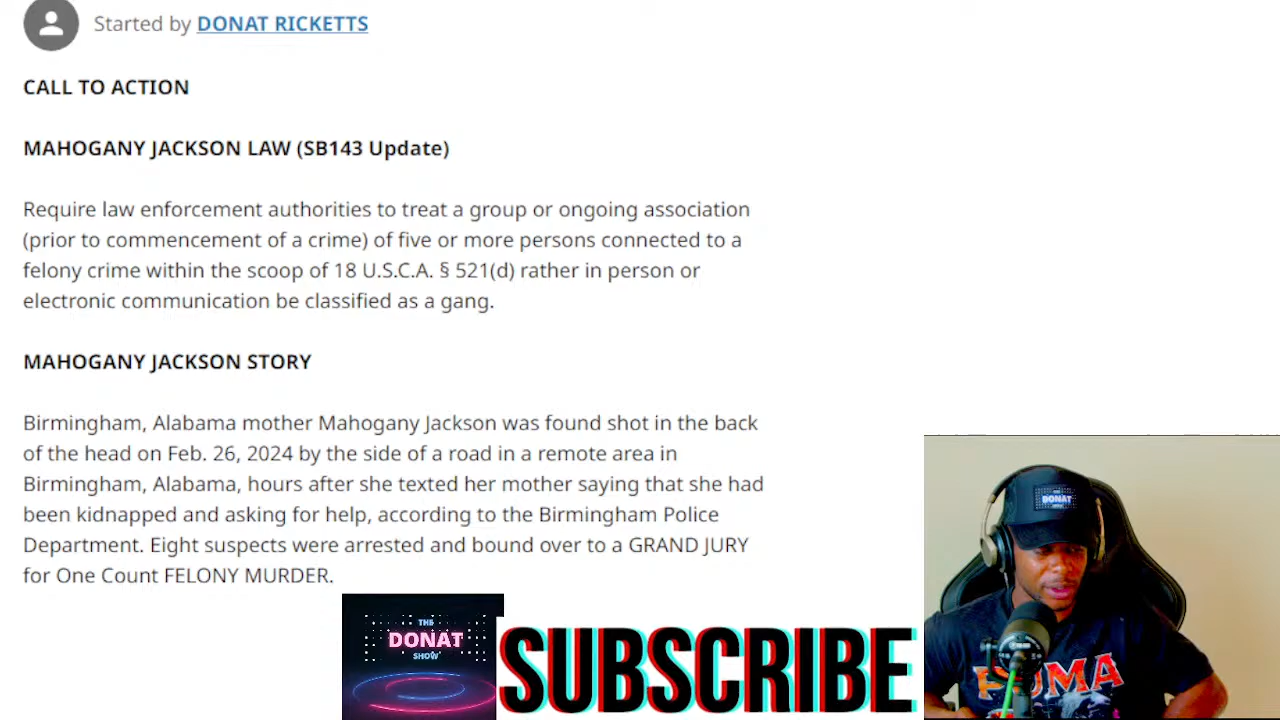 Started by DONAT RICKETTS
CALL TO ACTION
MAHOGANY JACKSON LAW (SB143 Update)
Require law enforcement authorities to treat a group or ongoing association
(prior to commencement of a crime) of five or more persons connected to a
felony crime within the scoop of 18 U.S.C.A. § 521(d) rather in person or
electronic communication be classified as a gang.
MAHOGANY JACKSON STORY
Birmingham, Alabama mother Mahogany Jackson was found shot in the back
of the head on Feb. 26, 2024 by the side of a road in a remote area in
Birmingham, Alabama, hours after she texted her mother saying that she had
been kidnapped and asking for help, according to the Birmingham Police
Department. Eight suspects were arrested and bound over to a GRAND JURY
for One Count FELONY MURDER.
THE
DONAT
SHOW
SUBSCRIBE
DONAT
PUMA